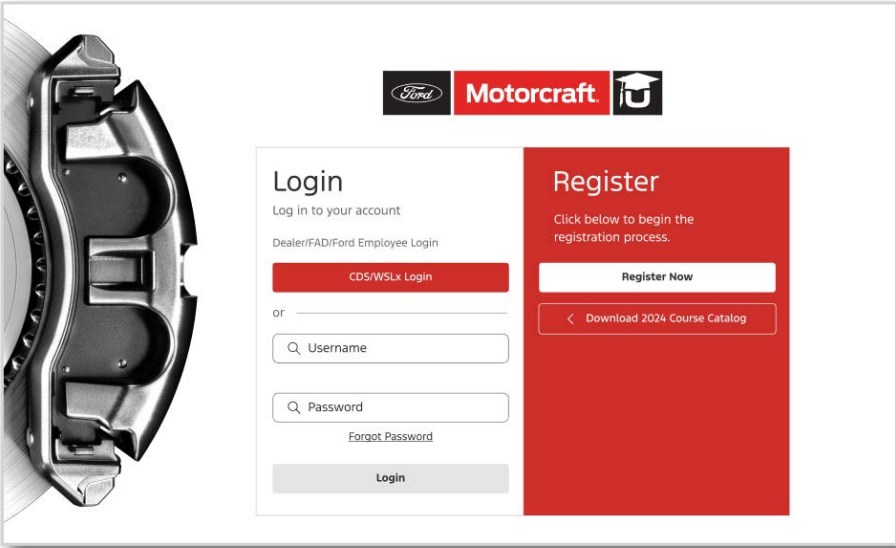 Ford
Motorcraft®
U
Login
Log in to your account
Dealer/FAD/Ford Employee Login
CDS/WSLx Login
or
Username
Password
Forgot Password
Login
Register
Click below to begin the
registration process.
Register Now
Download 2024 Course Catalog